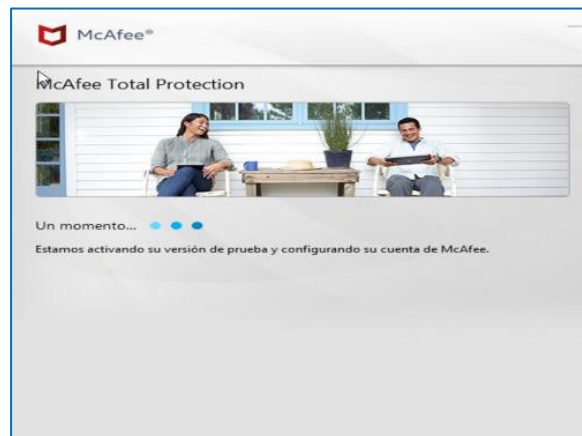 McAfee®
McAfee Total Protection
Un momento...
Estamos activando su versión de prueba y configurando su cuenta de McAfee.